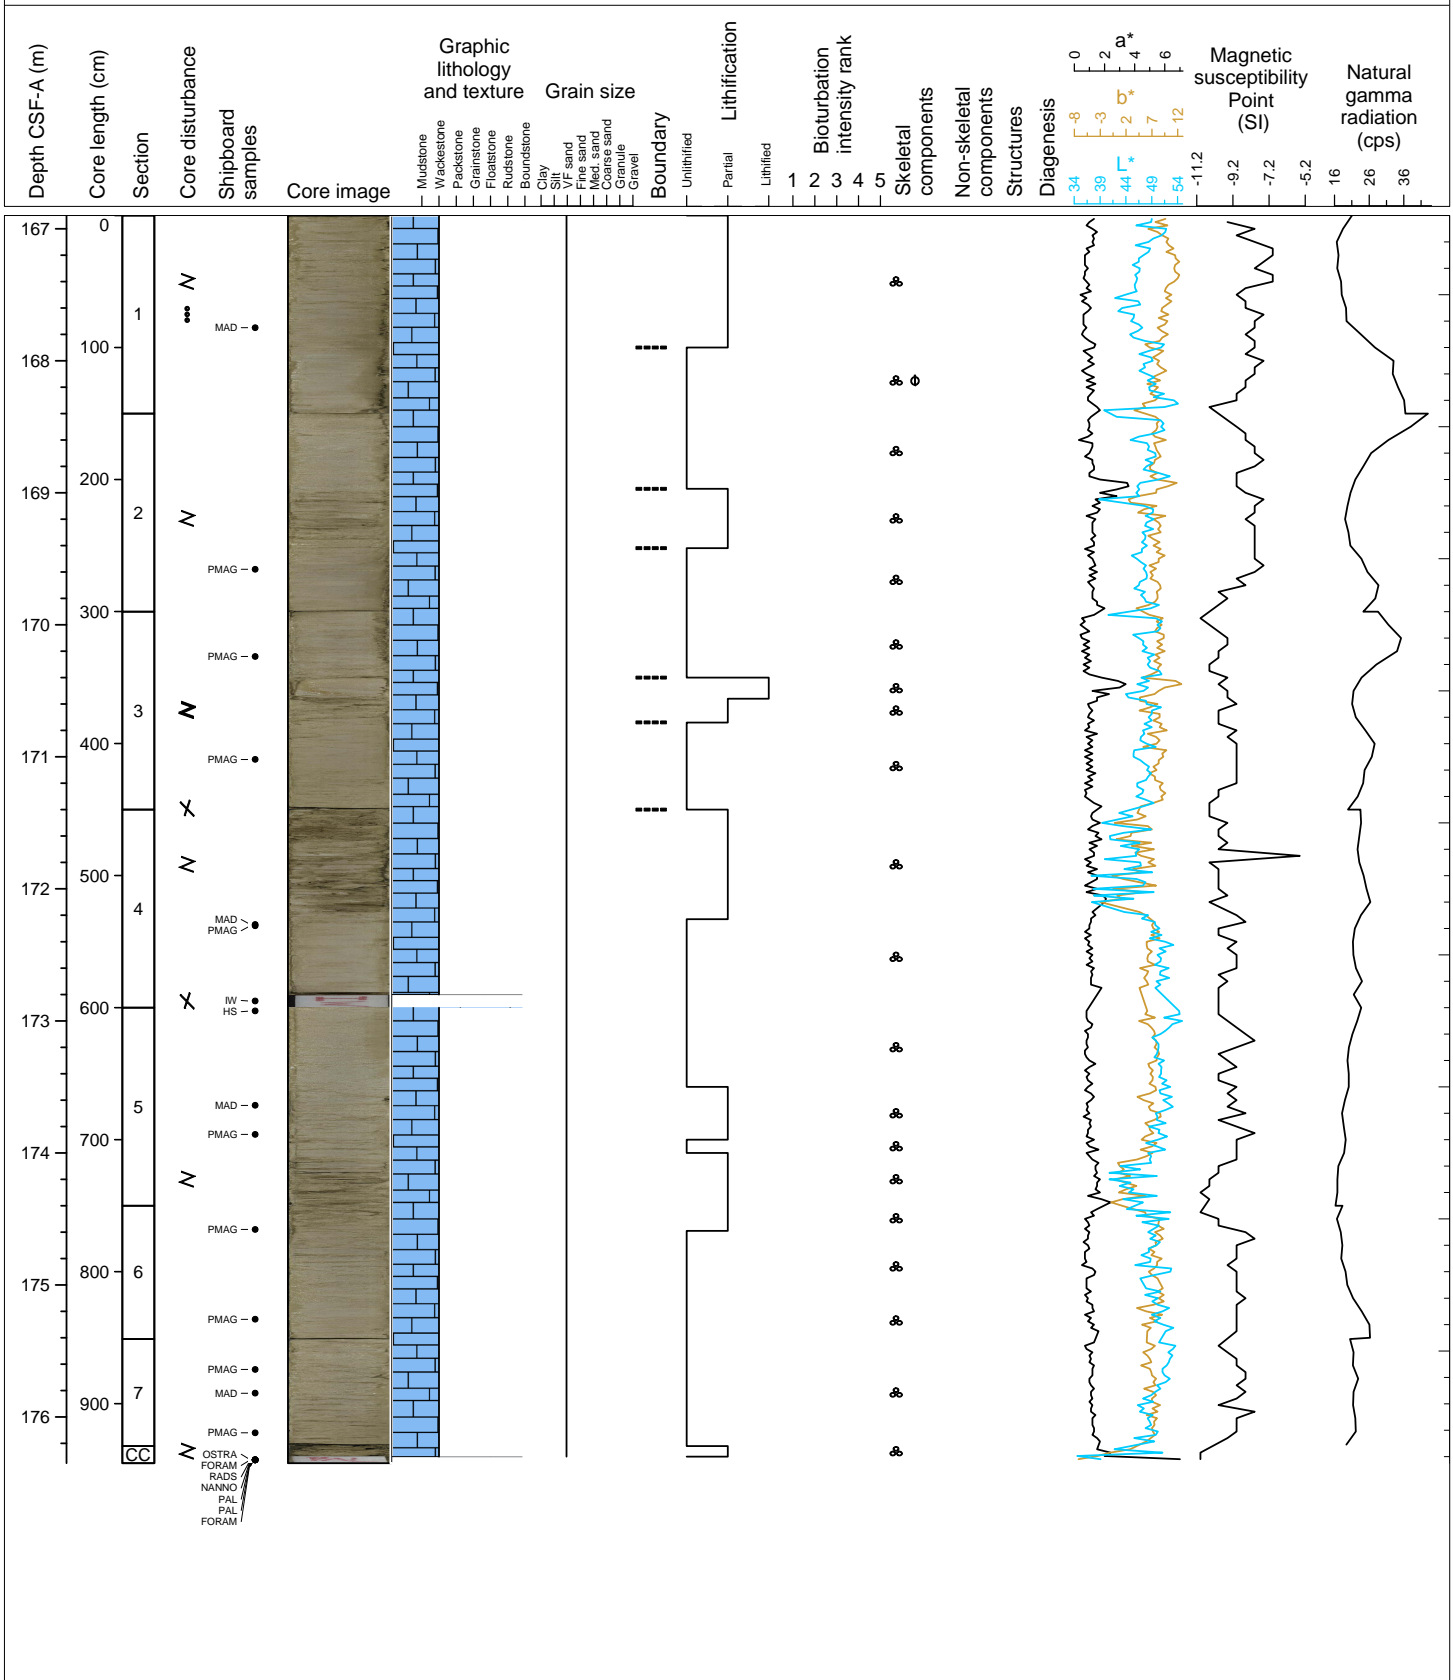 Depth CSF-A (m)
Core length (cm)
Section
Core disturbance
Shipboard
samples
Core image
Graphic
lithology
and texture
Mudstone
Wackestone
Packstone
Grainstone
Floatstone
Rudstone
Boundstone
Grain size
Clay
Silt
VF sand
Fine sand
Med. sand
Coarse sand
Granule
Gravel
Boundary
Lithification
Unlithified
Partial
Lithified
Bioturbation
intensity rank
1 2 3 4 5
Skeletal
components
Non-skeletal
components
Structures
Diagenesis
a*
0 2 4 6
b*
-8 -3 2 7 12
L*
34 39 44 49 54
Magnetic
susceptibility
Point
(SI)
-11.2 -9.2 -7.2 -5.2
Natural
gamma
radiation
(cps)
16 26 36
167
168
169
170
171
172
173
174
175
176
0
100
200
300
400
500
600
700
800
900
1
2
3
4
5
6
7
CC
MAD
PMAG
PMAG
PMAG
MAD
PMAG
IW
HS
MAD
PMAG
PMAG
PMAG
PMAG
MAD
PMAG
OSTRA
FORAM
RADS
NANNO
PAL
PAL
FORAM